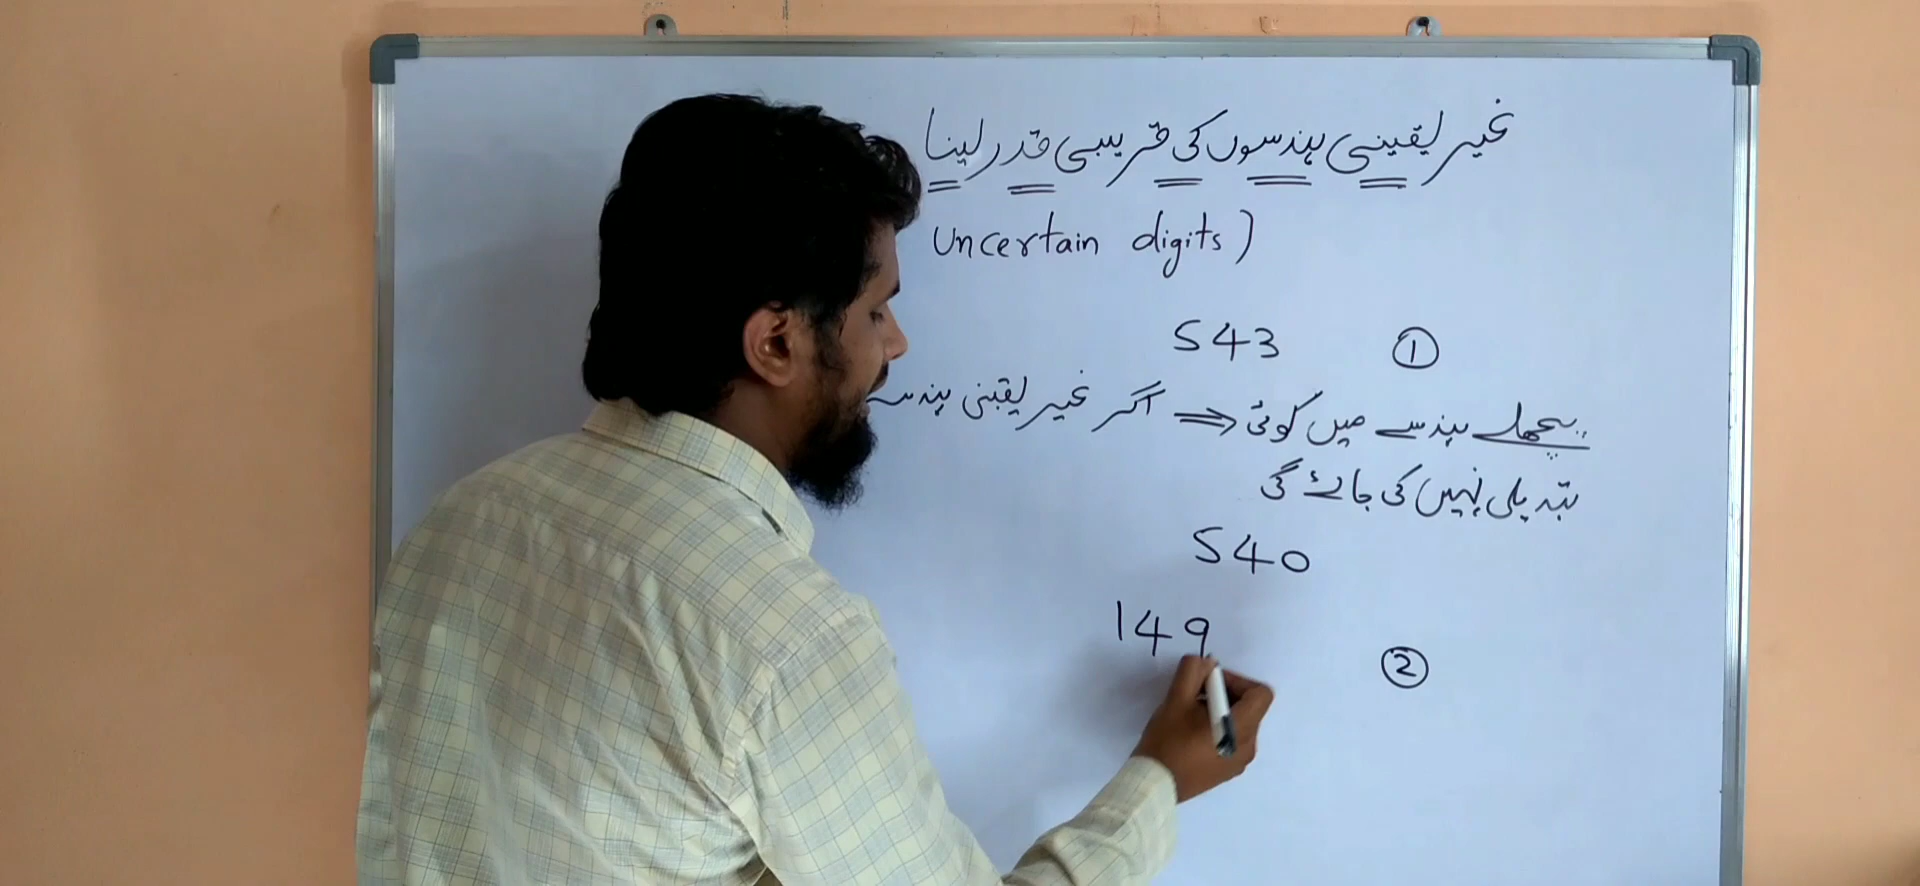 غیر یقینی ہندسوں کی قریبی قدر لینا
uncertain digits)
① 543
پچھلے ہندسے میں کوئی ⇐ اگر غیر یقینی
تبدیلی نہیں کی جائے گی
540
② 149